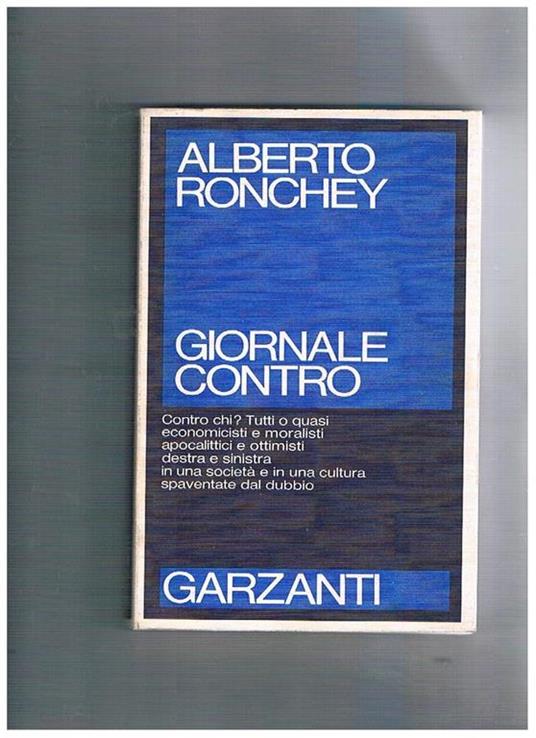 ALBERTO
RONCHEY
GIORNALE
CONTRO
Contro chi? Tutti o quasi
economicisti e moralisti
apocalittici e ottimisti
destra e sinistra
in una società e in una cultura
spaventate dal dubbio
GARZANTI